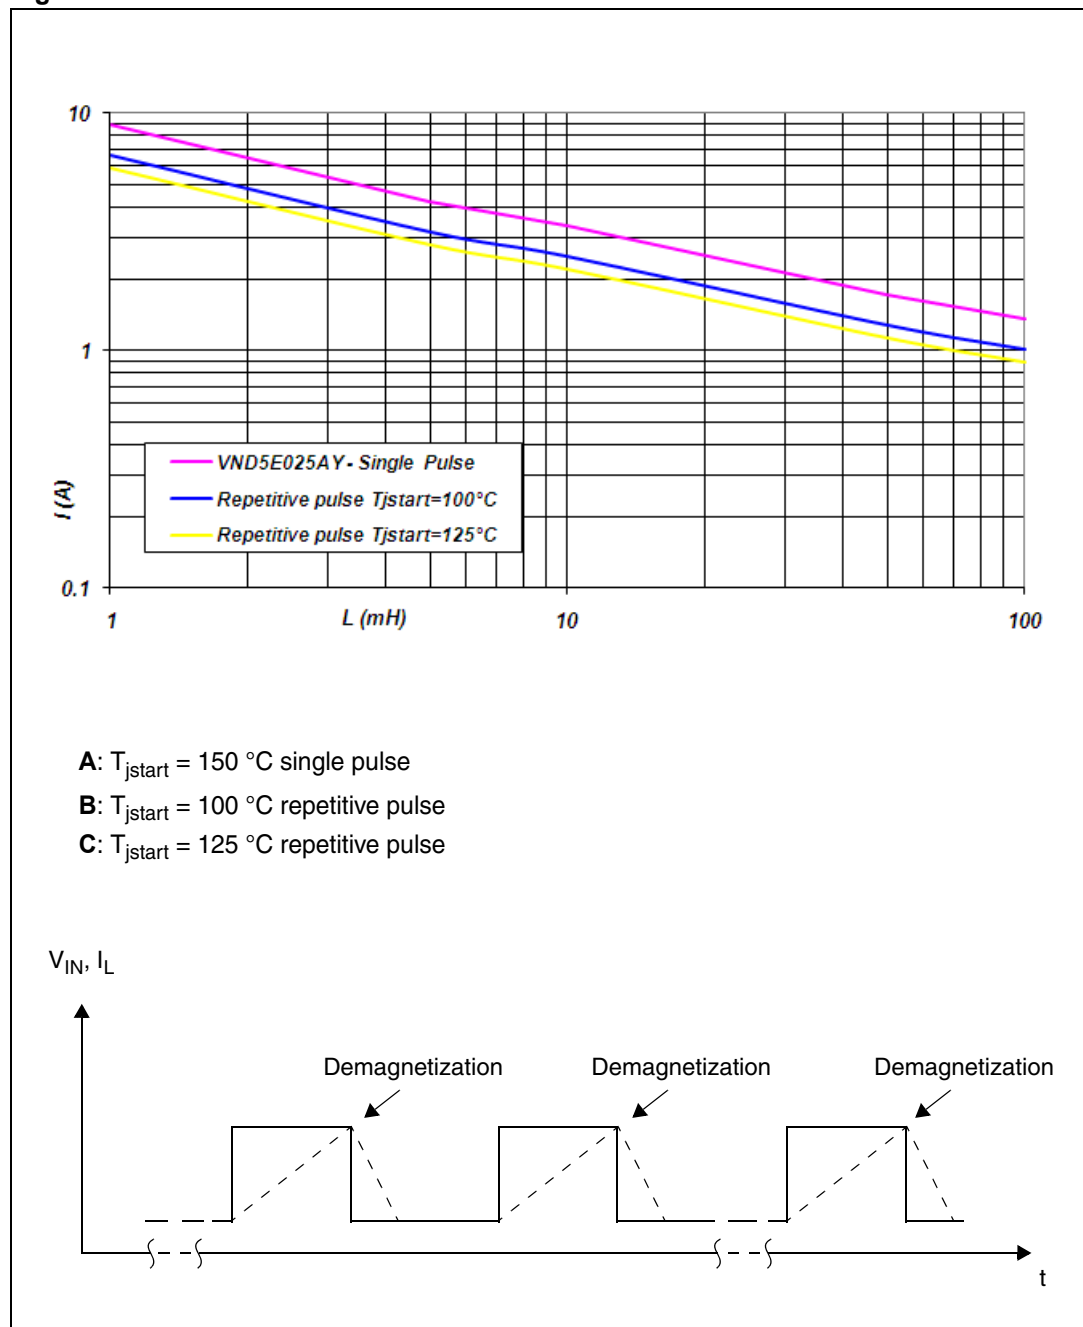 10
1
0.1
I (A)
VND5E025AY- Single Pulse
Repetitive pulse Tjstart=100°C
Repetitive pulse Tjstart=125°C
1
L (mH)
10
100
A: Tjstart = 150 °C single pulse
B: Tjstart = 100 °C repetitive pulse
C: Tjstart = 125 °C repetitive pulse
VIN, IL
Demagnetization
Demagnetization
Demagnetization
t